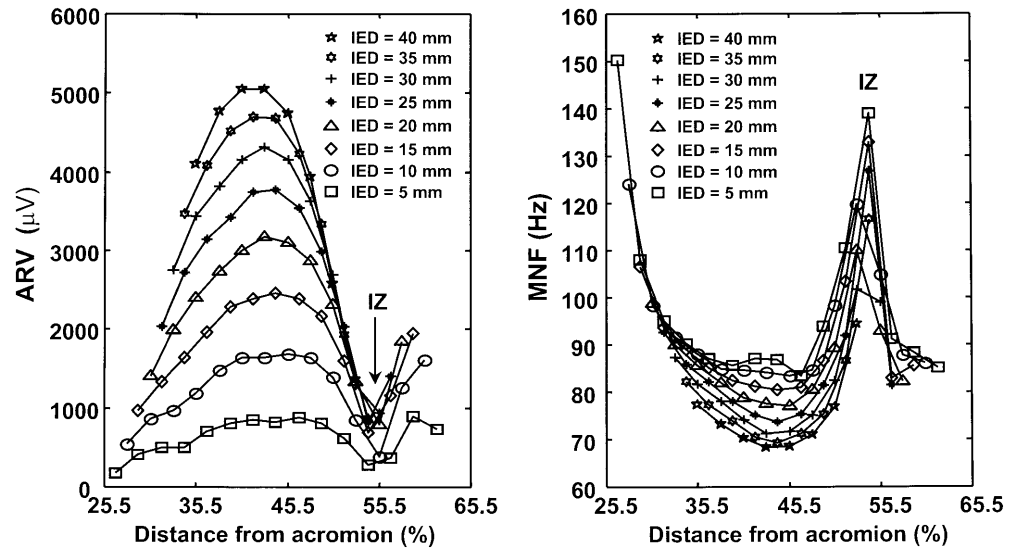 6000
5000
4000
3000
2000
1000
0
ARV (μV)
IED = 40 mm
IED = 35 mm
IED = 30 mm
IED = 25 mm
IED = 20 mm
IED = 15 mm
IED = 10 mm
IED = 5 mm
IZ
25.5 35.5 45.5 55.5 65.5
Distance from acromion (%)
160
150
140
130
120
110
100
90
80
70
60
MNF (Hz)
IED = 40 mm
IED = 35 mm
IED = 30 mm
IED = 25 mm
IED = 20 mm
IED = 15 mm
IED = 10 mm
IED = 5 mm
IZ
25.5 35.5 45.5 55.5 65.5
Distance from acromion (%)